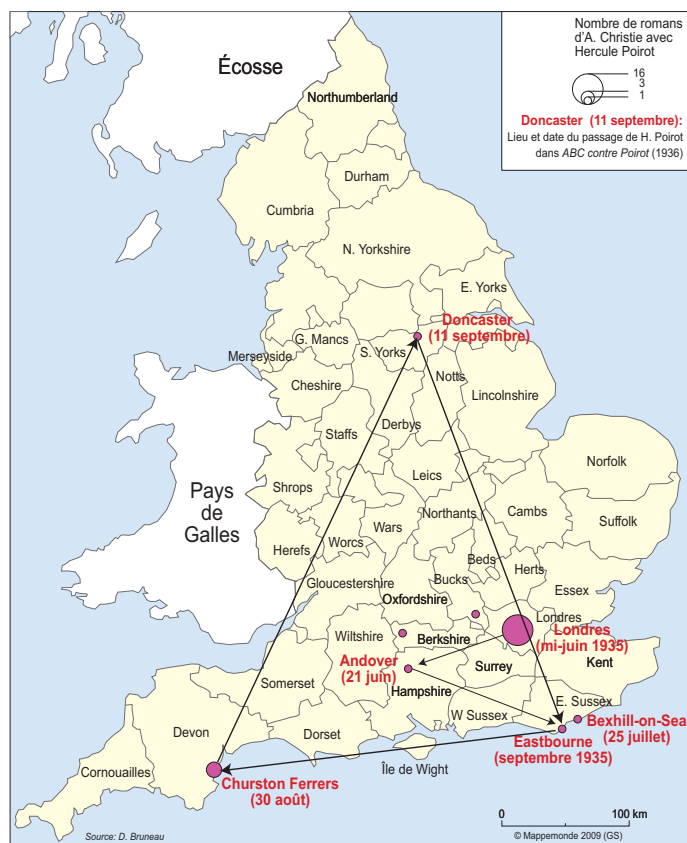 Nombre de romans
d'A. Christie avec
Hercule Poirot
16
3
1
Doncaster (11 septembre):
Lieu et date du passage de H. Poirot
dans ABC contre Poirot (1936)
Écosse
Northumberland
Durham
Cumbria
N. Yorkshire
E. Yorks
Doncaster
(11 septembre)
G. Mancs
S. Yorks
Merseyside
Notts
Cheshire
Lincolnshire
Derbys
Staffs
Norfolk
Leics
Pays
de
Galles
Shrops
Northants
Cambs
Suffolk
Wars
Worcs
Herefs
Beds
Herts
Gloucestershire
Bucks
Essex
Oxfordshire
Londres
Londres
(mi-juin 1935)
Wiltshire
Berkshire
Kent
Andover
(21 juin)
Surrey
Somerset
Hampshire
E. Sussex
W Sussex
Bexhill-on-Sea
(25 juillet)
Devon
Dorset
Eastbourne
(septembre 1935)
Île de Wight
Cornouailles
Churston Ferrers
(30 août)
0
100 km
Source: D. Bruneau
© Mappemonde 2009 (GS)